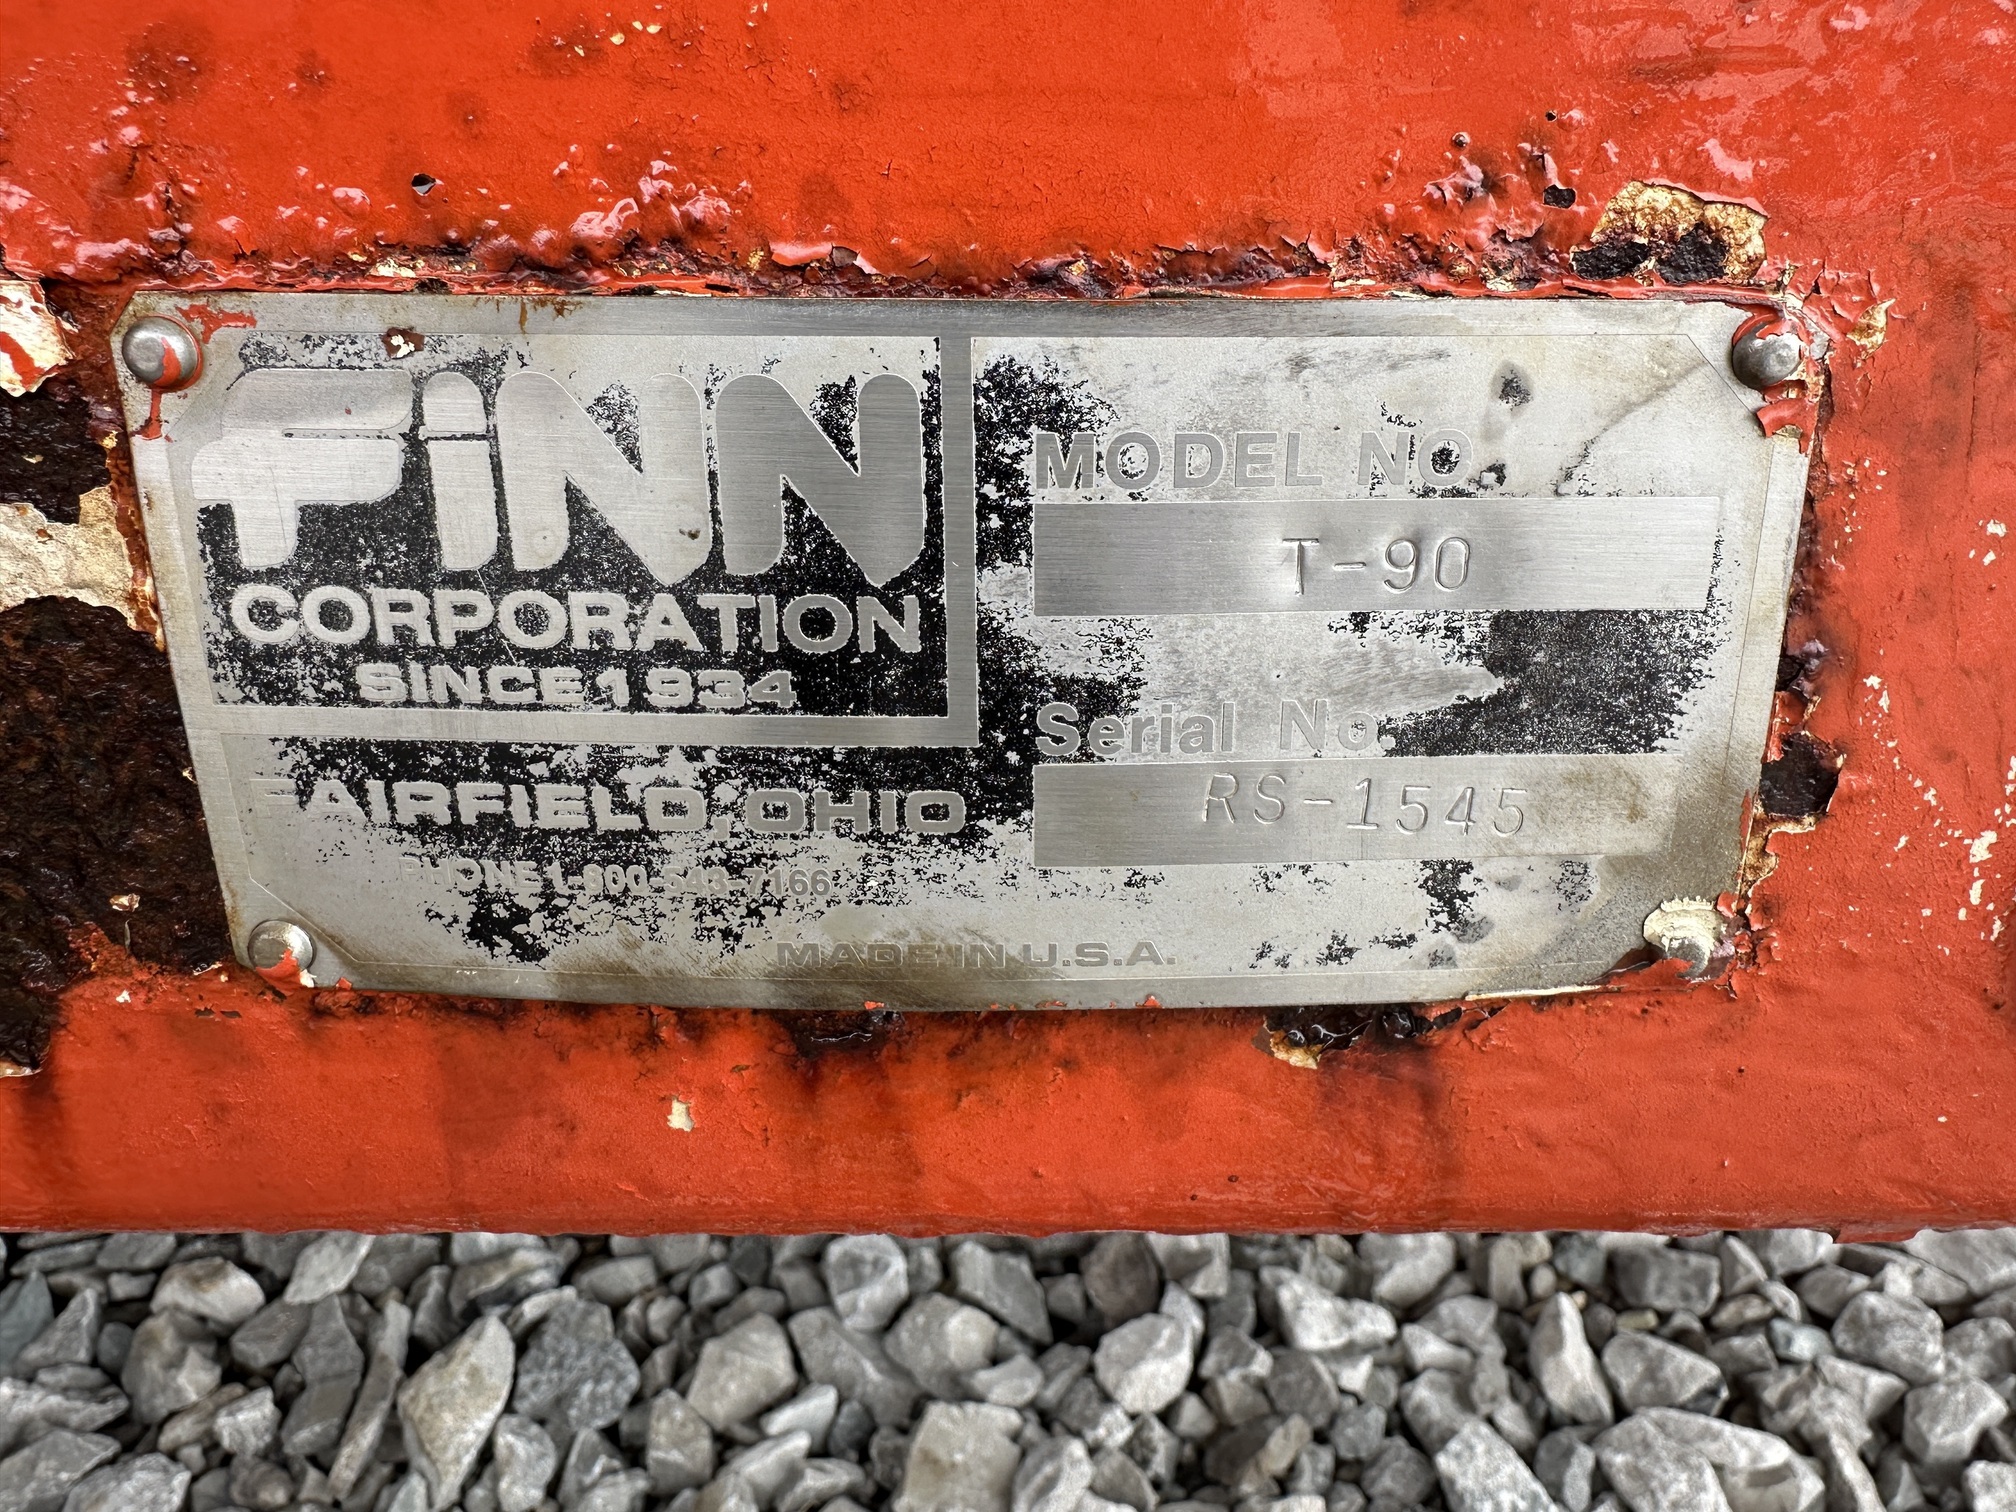 FiNN
CORPORATION
SINCE 1934
FAIRFIELD, OHIO
PHONE 1-800-543-7166
MODEL NO.
T-90
Serial No.
RS-1545
MADE IN U.S.A.